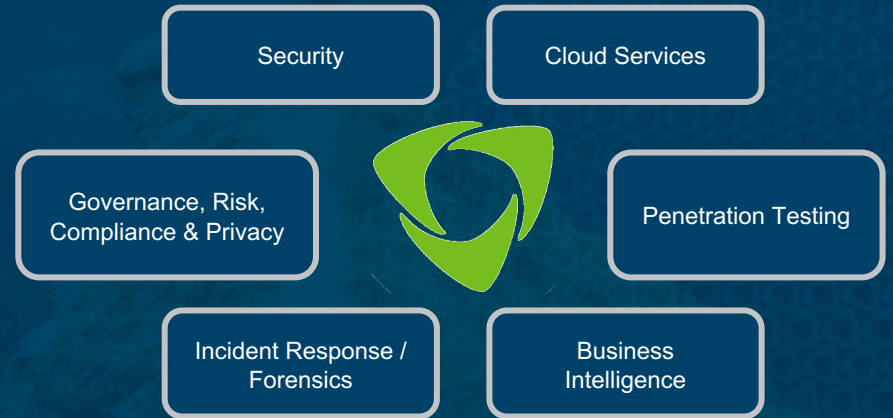 Security
Cloud Services
Governance, Risk,
Compliance & Privacy
Penetration Testing
Incident Response /
Forensics
Business
Intelligence